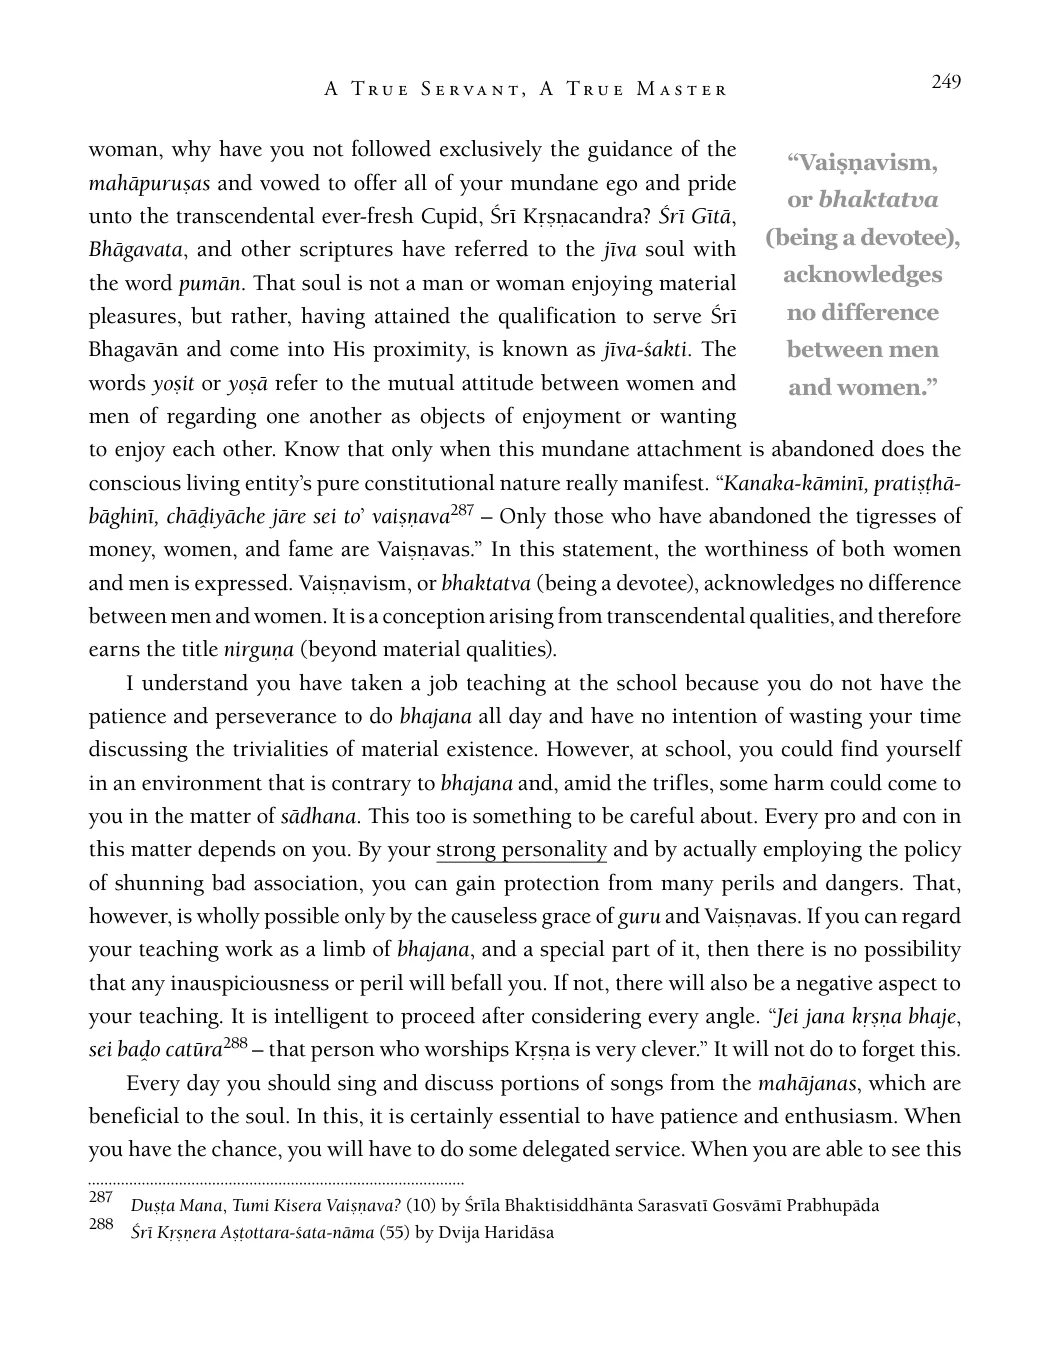 A True Servant, A True Master
249
woman, why have you not followed exclusively the guidance of the
mahāpuruṣas and vowed to offer all of your mundane ego and pride
unto the transcendental ever-fresh Cupid, Śrī Kṛṣṇacandra? Śrī Gītā,
Bhāgavata, and other scriptures have referred to the jīva soul with
the word pumān. That soul is not a man or woman enjoying material
pleasures, but rather, having attained the qualification to serve Śrī
Bhagavān and come into His proximity, is known as jīva-śakti. The
words yoṣit or yoṣā refer to the mutual attitude between women and
men of regarding one another as objects of enjoyment or wanting
“Vaiṣṇavism,
or bhaktatva
(being a devotee),
acknowledges
no difference
between men
and women.”
to enjoy each other. Know that only when this mundane attachment is abandoned does the
conscious living entity’s pure constitutional nature really manifest. “Kanaka-kāminī, pratiṣṭhā-
bāghinī, chāḓiyāche jāre sei to’ vaiṣṇava287 – Only those who have abandoned the tigresses of
money, women, and fame are Vaiṣṇavas.” In this statement, the worthiness of both women
and men is expressed. Vaiṣṇavism, or bhaktatva (being a devotee), acknowledges no difference
between men and women. It is a conception arising from transcendental qualities, and therefore
earns the title nirguṇa (beyond material qualities).
I understand you have taken a job teaching at the school because you do not have the
patience and perseverance to do bhajana all day and have no intention of wasting your time
discussing the trivialities of material existence. However, at school, you could find yourself
in an environment that is contrary to bhajana and, amid the trifles, some harm could come to
you in the matter of sādhana. This too is something to be careful about. Every pro and con in
this matter depends on you. By your strong personality and by actually employing the policy
of shunning bad association, you can gain protection from many perils and dangers. That,
however, is wholly possible only by the causeless grace of guru and Vaiṣṇavas. If you can regard
your teaching work as a limb of bhajana, and a special part of it, then there is no possibility
that any inauspiciousness or peril will befall you. If not, there will also be a negative aspect to
your teaching. It is intelligent to proceed after considering every angle. “Jei jana kṛṣṇa bhaje,
sei baḓo catūra288 – that person who worships Kṛṣṇa is very clever.” It will not do to forget this.
Every day you should sing and discuss portions of songs from the mahājanas, which are
beneficial to the soul. In this, it is certainly essential to have patience and enthusiasm. When
you have the chance, you will have to do some delegated service. When you are able to see this
287 Duṣṭa Mana, Tumi Kisera Vaiṣṇava? (10) by Śrīla Bhaktisiddhānta Sarasvatī Gosvāmī Prabhupāda
288 Śrī Kṛṣṇera Aṣṭottara-śata-nāma (55) by Dvija Haridāsa